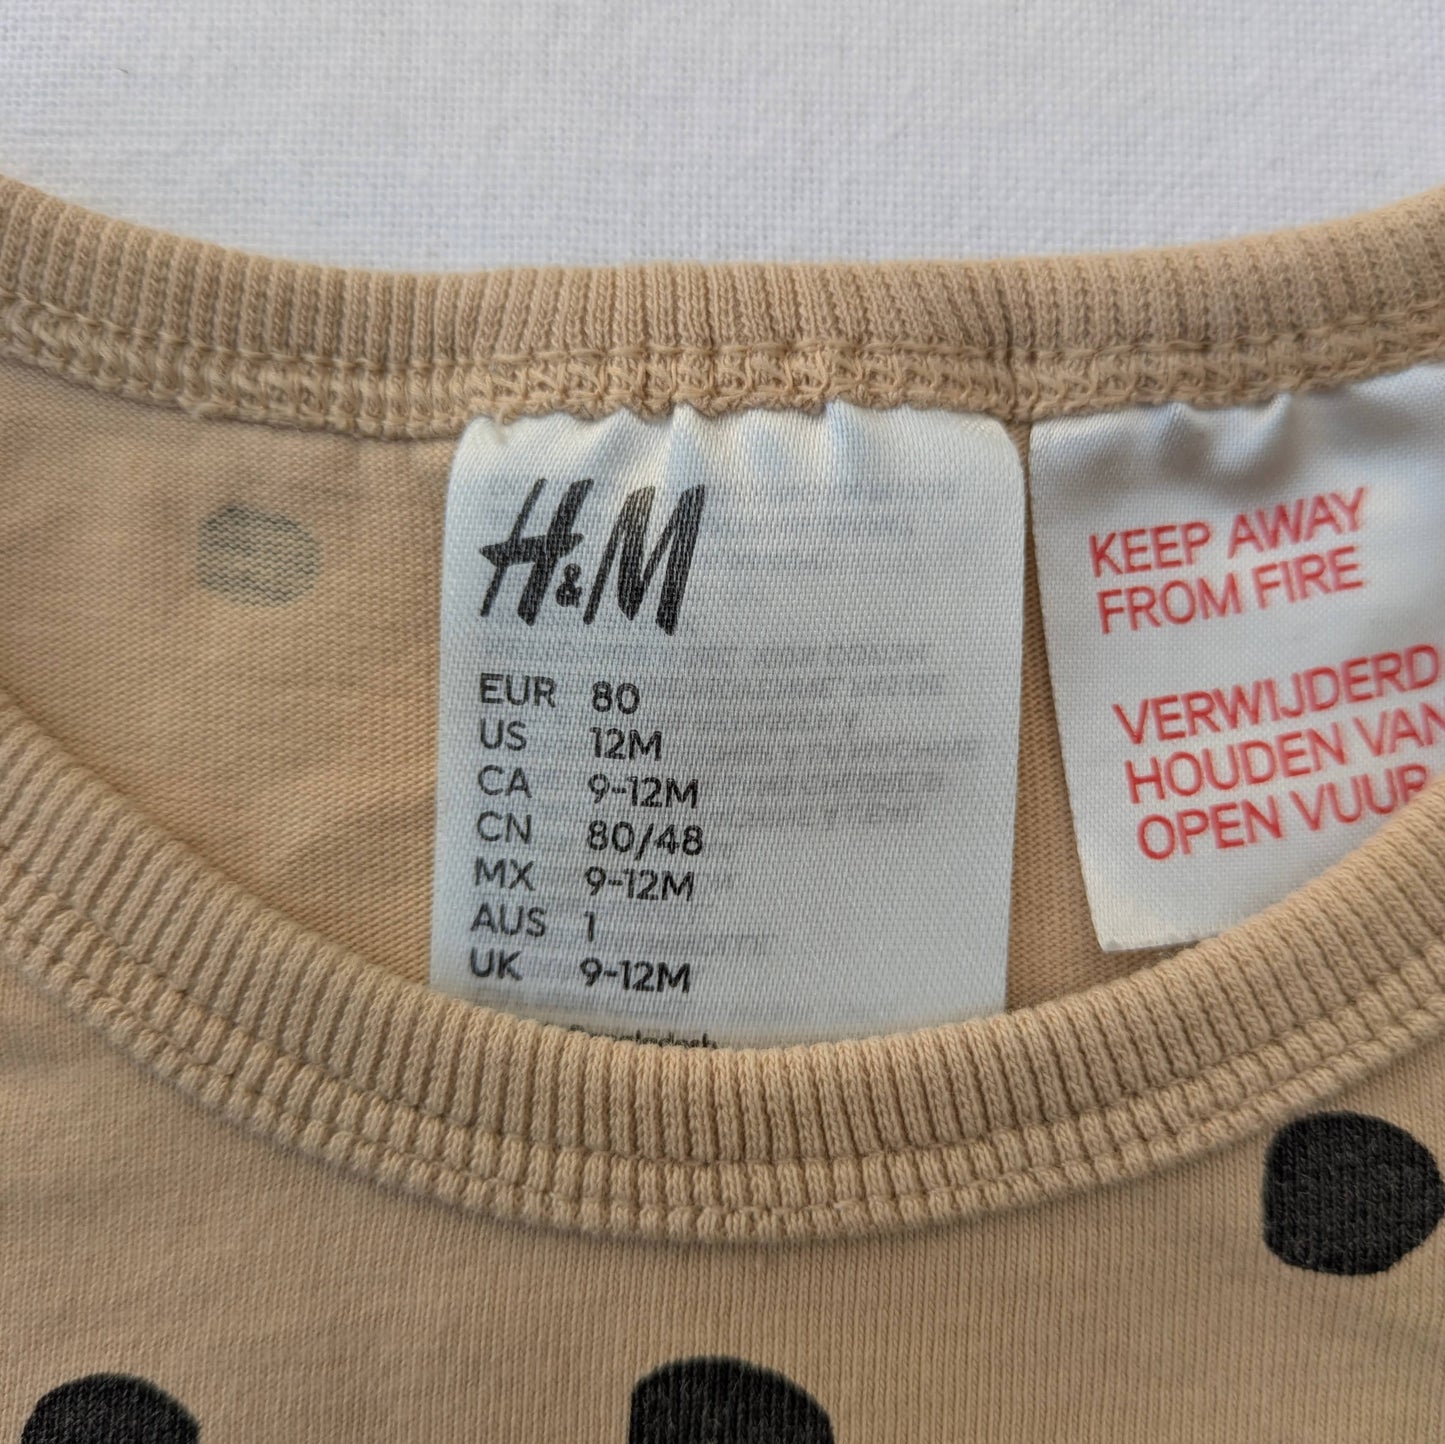 H&M
EUR 80
US 12M
CA 9-12M
CN 80/48
MX 9-12M
AUS 1
UK 9-12M
KEEP AWAY
FROM FIRE
VERWIJDERD
HOUDEN VAN
OPEN VUUR